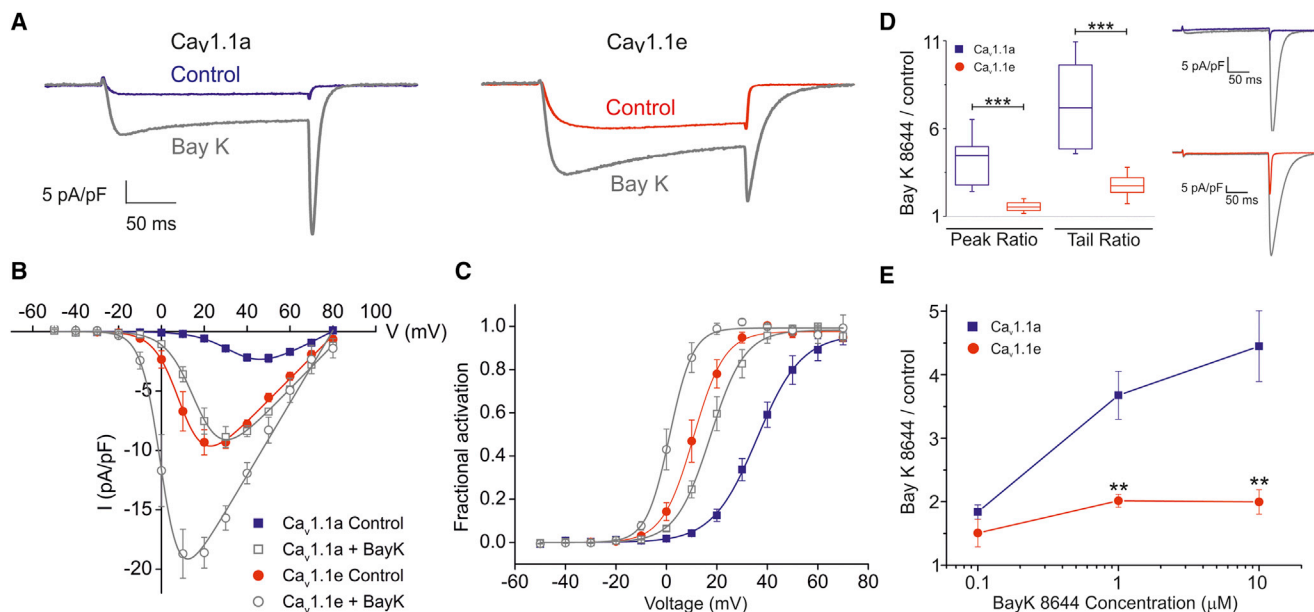 A
Cav1.1a
Control
Bay K
5 pA/pF
50 ms
Cav1.1e
Control
Bay K
D
Cav1.1a
Cav1.1e
Bay K 8644 / control
11
6
1
***
***
Peak Ratio
Tail Ratio
5 pA/pF
50 ms
5 pA/pF
50 ms
B
-40 -20 0 20 40 60 80 100
V (mV)
-5
-10
-15
-20
I (pA/pF)
Cav1.1a Control
Cav1.1a + BayK
Cav1.1e Control
Cav1.1e + BayK
C
Fractional activation
1.0
0.8
0.6
0.4
0.2
0.0
-60 -40 -20 0 20 40 60 80
Voltage (mV)
E
Cav1.1a
Cav1.1e
Bay K 8644 / control
5
4
3
2
1
**
**
0.1 1 10
BayK 8644 Concentration (µM)